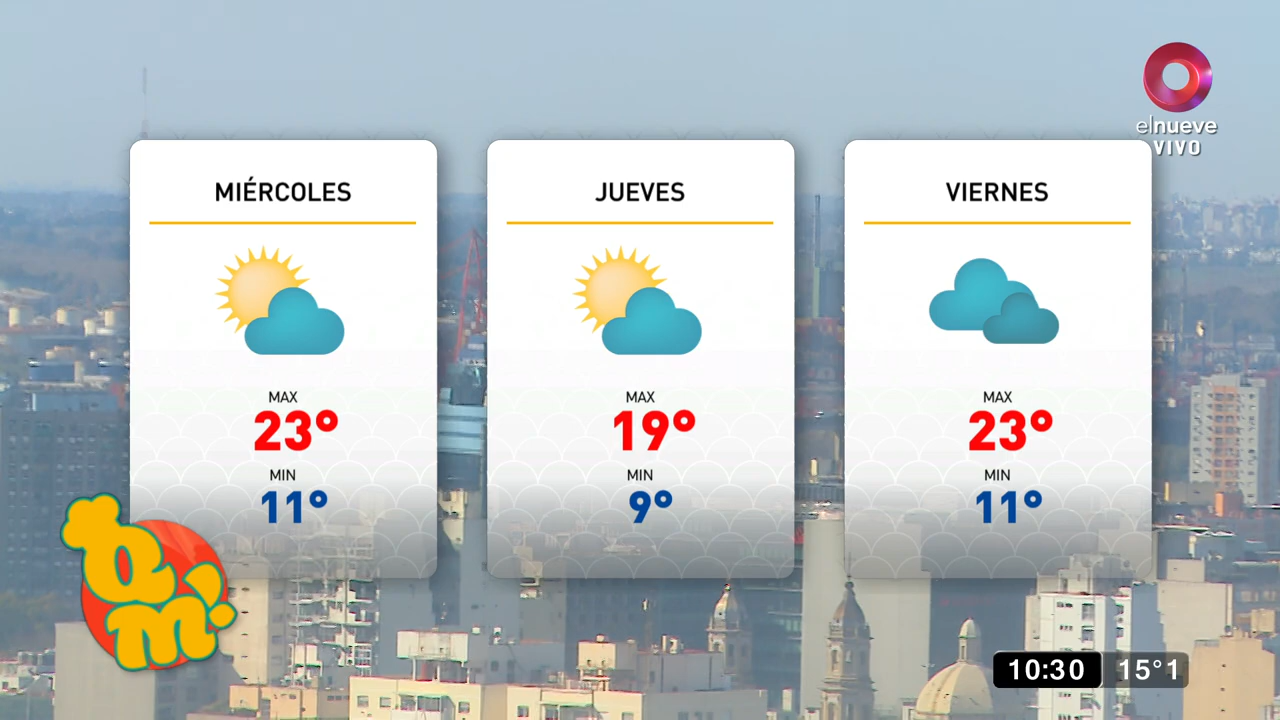 elnueve
VIVO
MIÉRCOLES
MAX
23°
MIN
11°
JUEVES
MAX
19°
MIN
9°
VIERNES
MAX
23°
MIN
11°
qm!
10:30 15°1